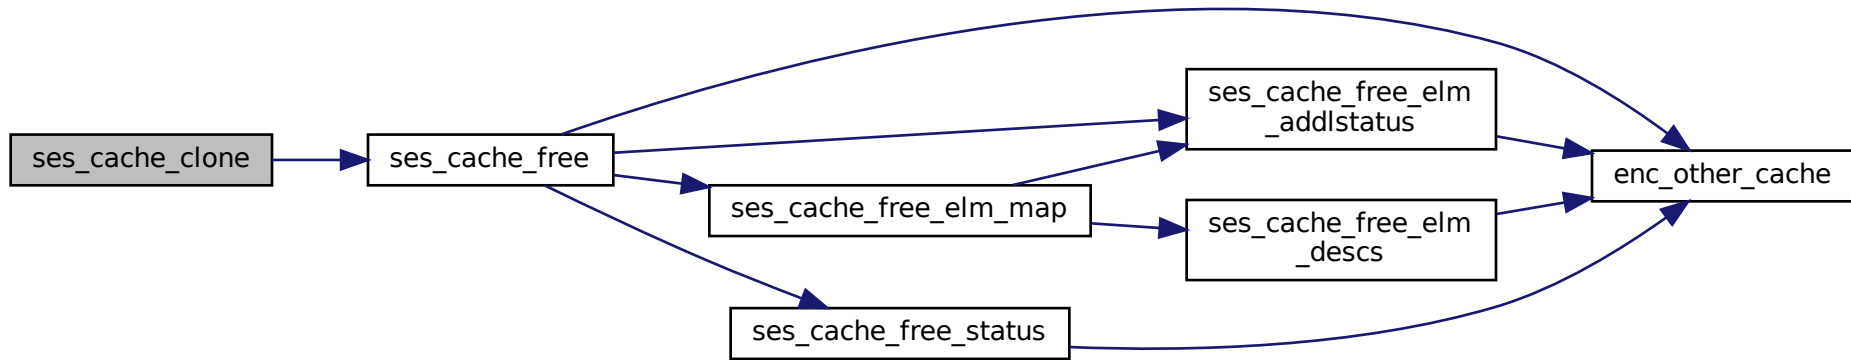 ses_cache_clone
ses_cache_free
ses_cache_free_elm
_addlstatus
ses_cache_free_elm_map
ses_cache_free_elm
_descs
ses_cache_free_status
enc_other_cache